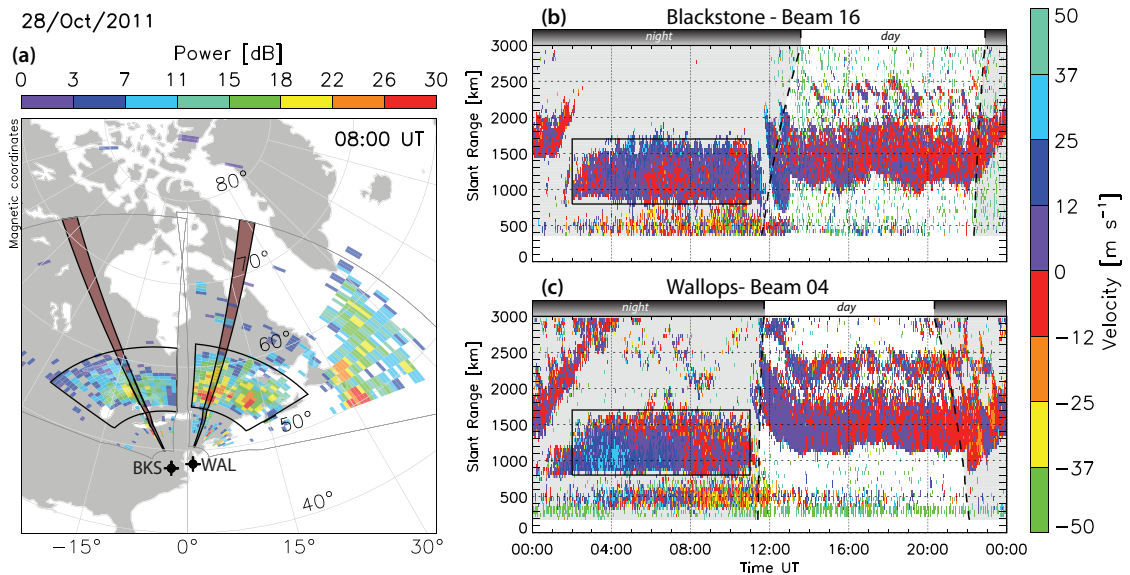 28/Oct/2011
(a)
Power [dB]
0 3 7 11 15 18 22 26 30
Magnetic coordinates
08:00 UT
80°
70°
60°
50°
40°
BKS
WAL
−15° 0° 15° 30°
(b)
Blackstone - Beam 16
night
day
Slant Range [km]
3000
2500
2000
1500
1000
500
0
(c)
Wallops- Beam 04
night
day
Slant Range [km]
3000
2500
2000
1500
1000
500
0
00:00 04:00 08:00 12:00 16:00 20:00 00:00
Time UT
50
37
25
12
0
−12
−25
−37
−50
Velocity [m s⁻¹]